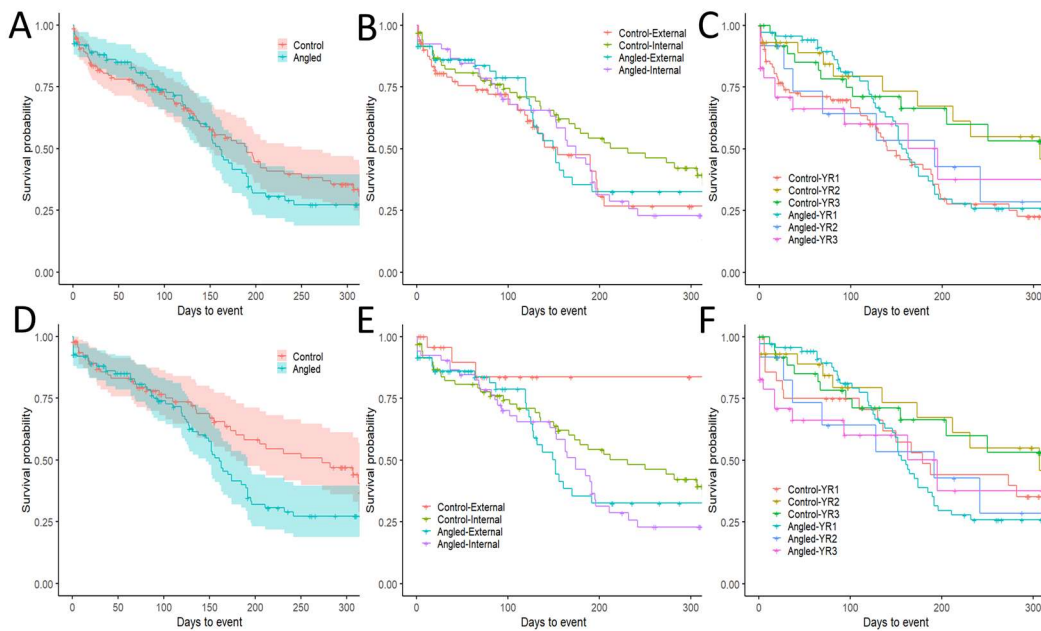 A
Survival probability
1.00
0.75
0.50
0.25
0.00
0
50
100
150
200
250
300
Days to event
Control
Angled
B
Survival probability
1.00
0.75
0.50
0.25
0.00
0
100
200
300
Days to event
Control-External
Control-Internal
Angled-External
Angled-Internal
C
Survival probability
1.00
0.75
0.50
0.25
0.00
0
100
200
300
Days to event
Control-YR1
Control-YR2
Control-YR3
Angled-YR1
Angled-YR2
Angled-YR3
D
Survival probability
1.00
0.75
0.50
0.25
0.00
0
50
100
150
200
250
300
Days to event
Control
Angled
E
Survival probability
1.00
0.75
0.50
0.25
0.00
0
100
200
300
Days to event
Control-External
Control-Internal
Angled-External
Angled-Internal
F
Survival probability
1.00
0.75
0.50
0.25
0.00
0
100
200
300
Days to event
Control-YR1
Control-YR2
Control-YR3
Angled-YR1
Angled-YR2
Angled-YR3